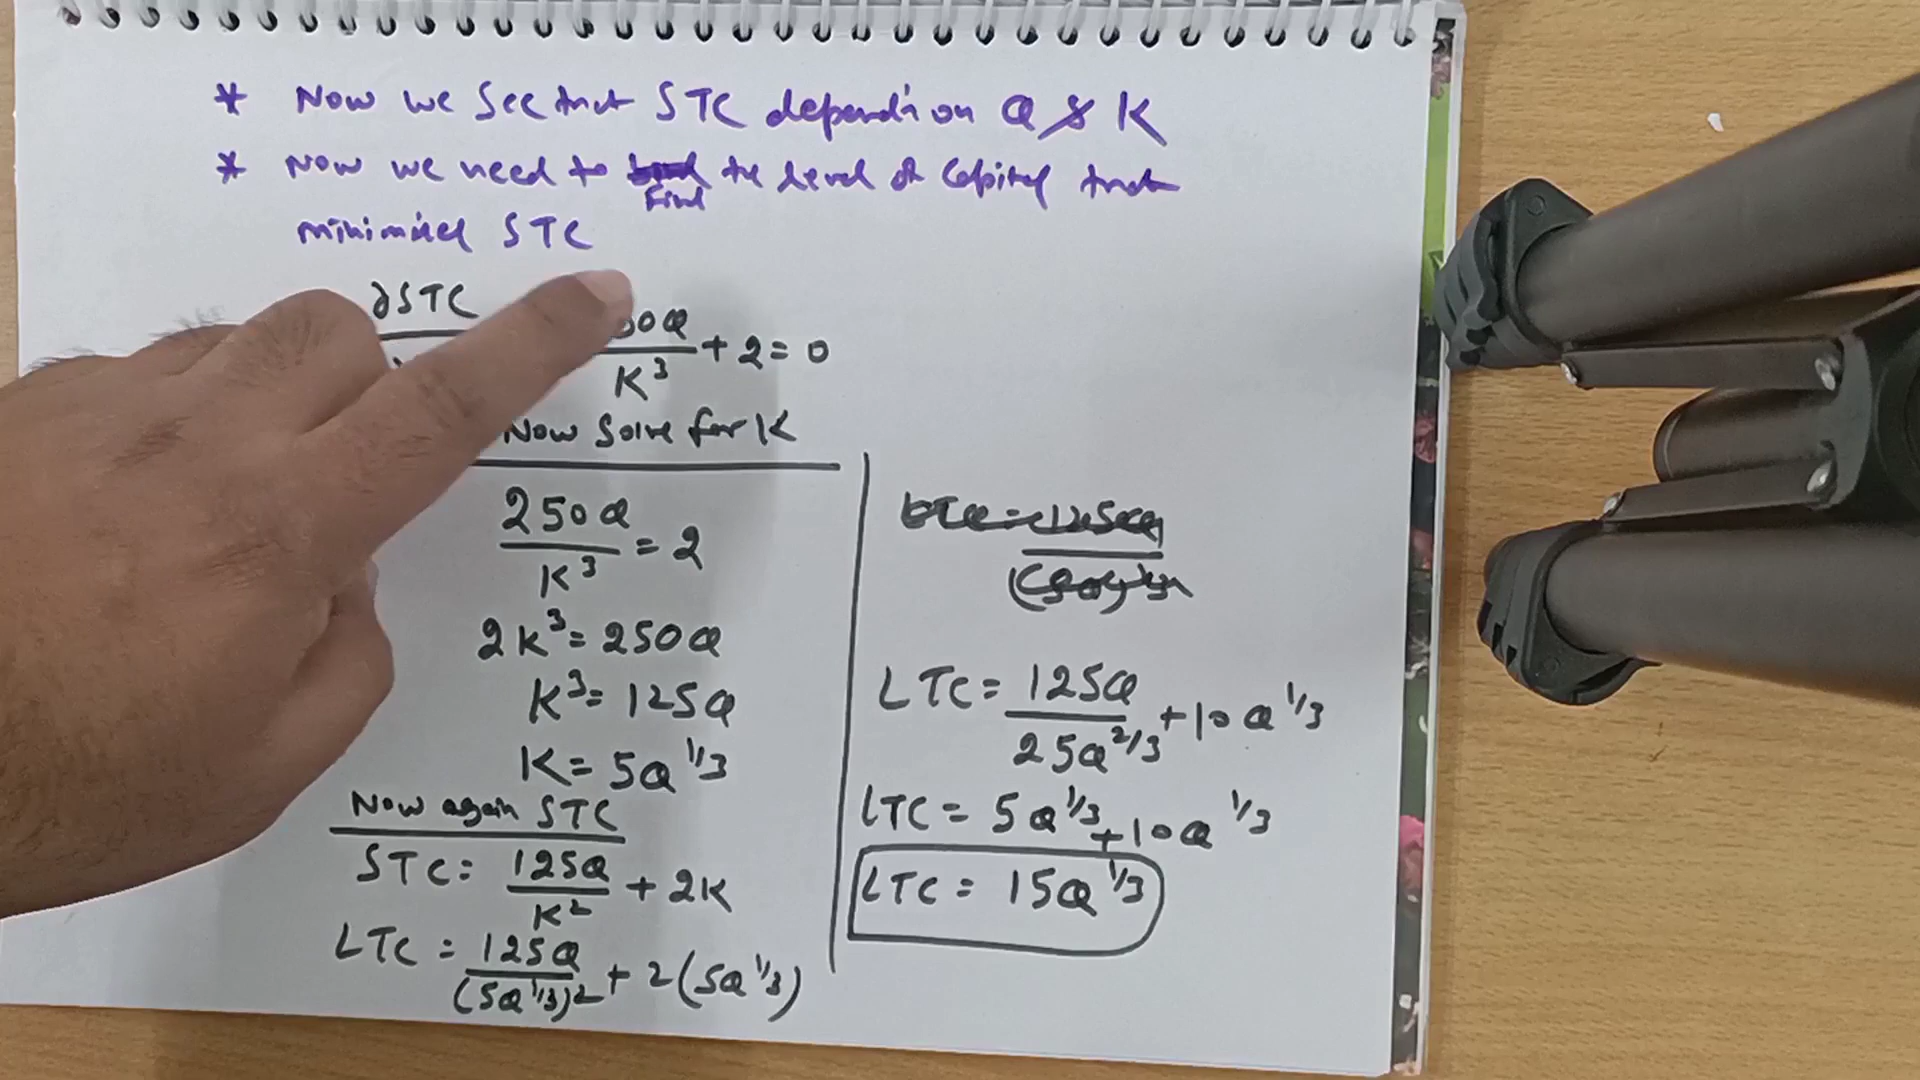 * Now we see that STC depend'n on Q & K
* Now we need to find the level of capital that
minimised STC
∂STC
50Q / K³ + 2 = 0
Now Solve for K
250Q / K³ = 2
2K³ = 250Q
K³ = 125Q
K = 5Q^1/3
Now again STC
STC = 125Q / K² + 2K
LTC = 125Q / (5Q^1/3)² + 2(5Q^1/3)
LTC = 125Q / 25Q^2/3 + 10Q^1/3
LTC = 5Q^1/3 + 10Q^1/3
LTC = 15Q^1/3